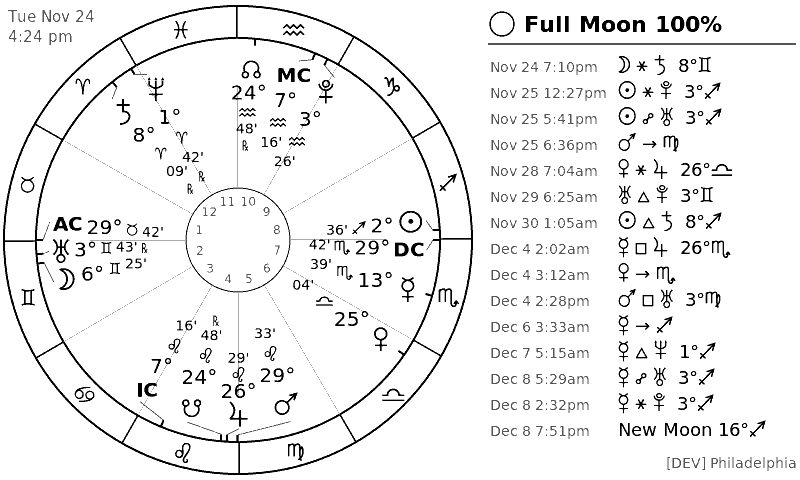 Tue Nov 24
4:24 pm
Full Moon 100%
Nov 24 7:10pm ☽ ⚹ ♄ 8°♊
Nov 25 12:27pm ☉ ⚹ ♇ 3°♐
Nov 25 5:41pm ☉ ☍ ♅ 3°♐
Nov 25 6:36pm ♂ → ♍
Nov 28 7:04am ♀ ⚹ ♃ 26°♎
Nov 29 6:25am ♅ △ ♇ 3°♊
Nov 30 1:05am ☉ △ ♄ 8°♐
Dec 4 2:02am ☿ □ ♃ 26°♏
Dec 4 3:12am ♀ → ♏
Dec 4 2:28pm ♂ □ ♅ 3°♍
Dec 6 3:33am ☿ → ♐
Dec 7 5:15am ☿ △ ♆ 1°♐
Dec 8 5:29am ☿ ☍ ♅ 3°♐
Dec 8 2:32pm ☿ ⚹ ♇ 3°♐
Dec 8 7:51pm New Moon 16°♐
[DEV] Philadelphia
♓ ♒
♈ ♑
♉ ♐
♊ ♏
♋ ♎
♌ ♍
☊ 24° ♒ 48' ℞
MC 7° ♒ 16'
♇ 3° ♒ 26'
♆ 1° ♈ 42' ℞
♄ 8° ♈ 09' ℞
AC 29° ♉ 42'
♅ 3° ♊ 43' ℞
☽ 6° ♊ 25'
36' ♐ 2° ☉
42' ♏ 29° DC
39' ♏ 13° ☿
04' ♎ 25° ♀
16' ♌ 7° IC
℞ 48' ♌ 24° ☋
29' ♌ 26° ♃
33' ♌ 29° ♂
11 10
12 9
1 8
2 7
3 6
4 5